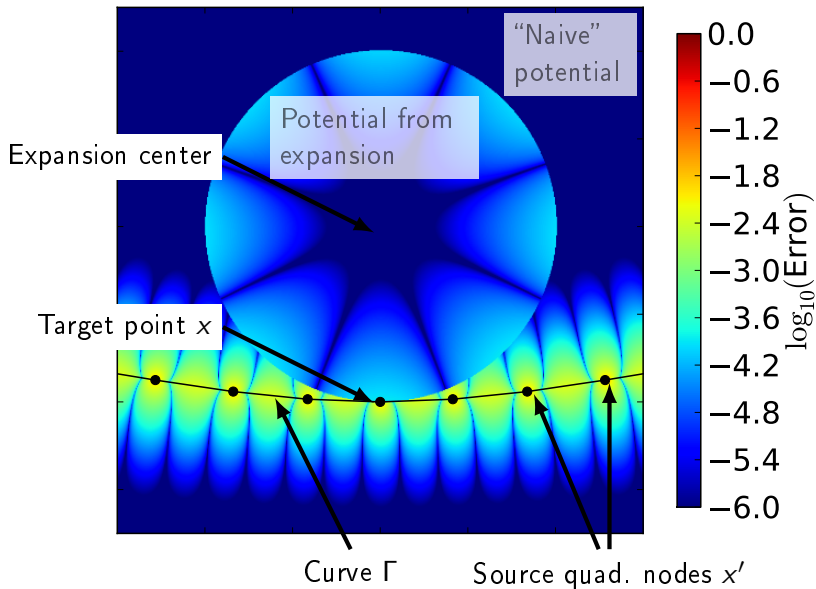 “Naive”
potential
Potential from
expansion
Expansion center
Target point x
Curve Γ
Source quad. nodes x′
0.0
−0.6
−1.2
−1.8
−2.4
−3.0
−3.6
−4.2
−4.8
−5.4
−6.0
log₁₀(Error)